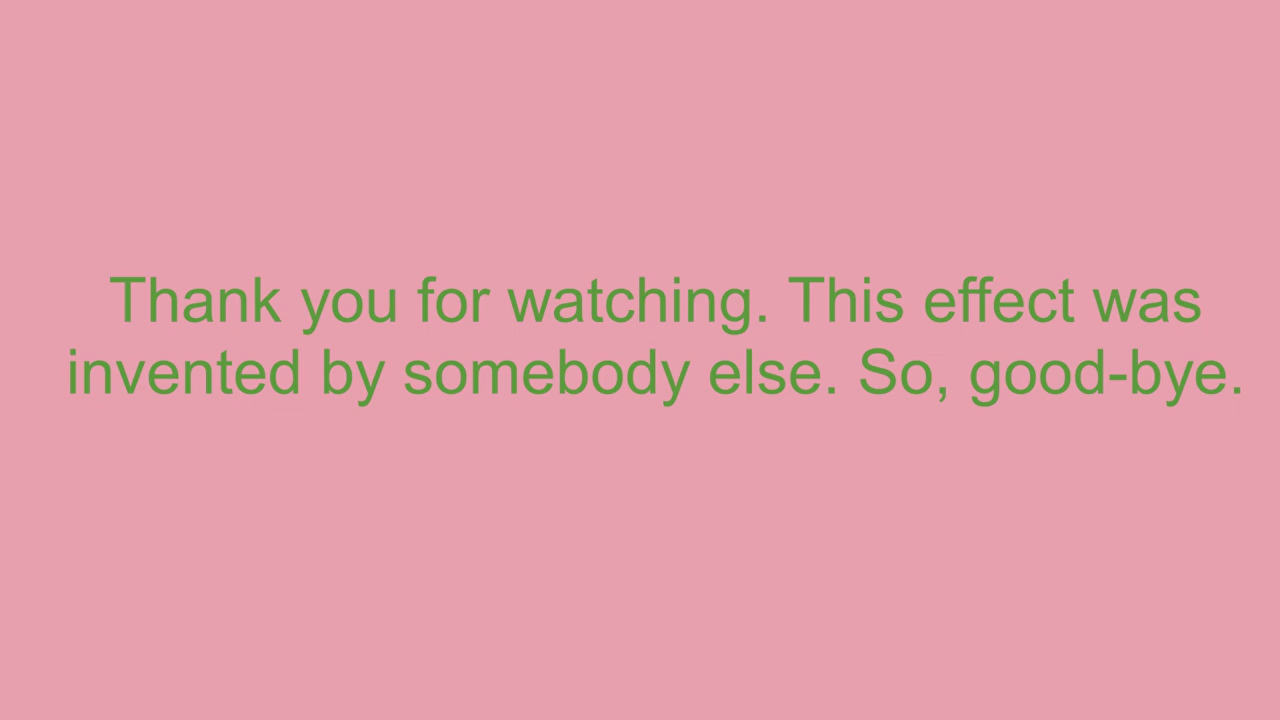 Thank you for watching. This effect was
invented by somebody else. So, good-bye.